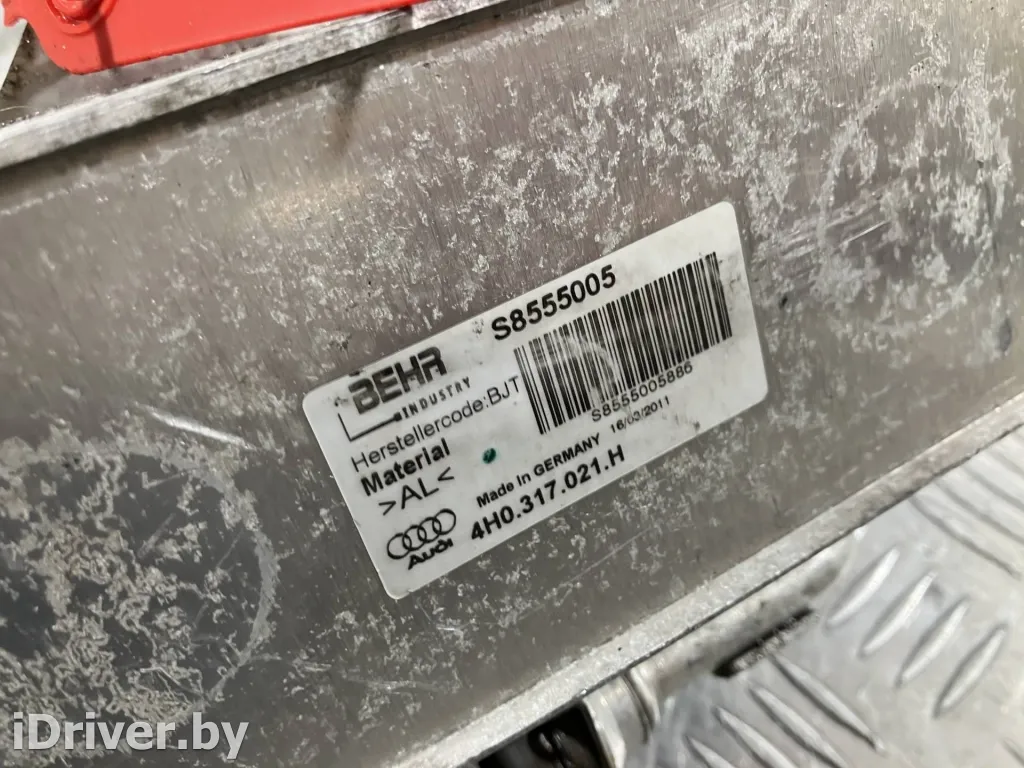 S8555005
BEHR
INDUSTRY
Herstellercode:BJT
Material
>AL<
S8555005886
Made In GERMANY 16/03/2011
Audi
4H0.317.021.H
iDriver.by